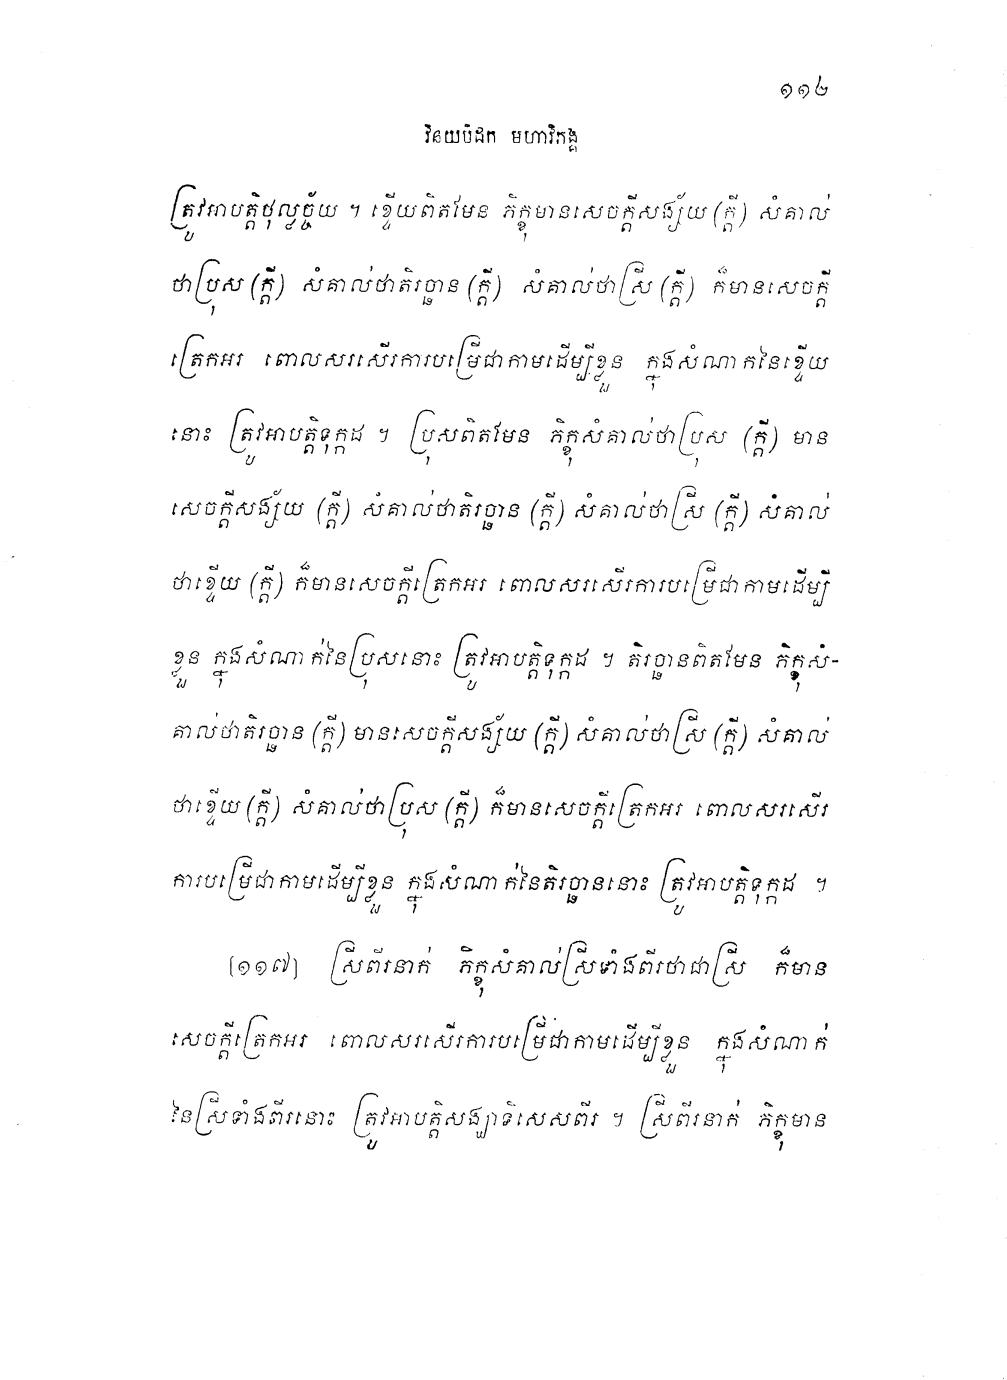 ១១៤
វិនយបិដក មហាវិភង្គ
ត្រូវអាបត្តិថុល្លច្ច័យ ។ ខ្ទើយពិតមែន ភិក្ខុមានសេចក្តីសង្ស័យ (ក្តី) សំគាល់
ថាប្រុស (ក្តី) សំគាល់ថាតិរច្ឆាន (ក្តី) សំគាល់ថាស្រី (ក្តី) ក៏មានសេចក្តី
ត្រេកអរ ពោលសរសើរការបម្រើជាកាមដើម្បីខ្លួន ក្នុងសំណាក់នៃខ្ទើយ
នោះ ត្រូវអាបត្តិទុក្កដ ។ ប្រុសពិតមែន ភិក្ខុសំគាល់ថាប្រុស (ក្តី) មាន
សេចក្តីសង្ស័យ (ក្តី) សំគាល់ថាតិរច្ឆាន (ក្តី) សំគាល់ថាស្រី (ក្តី) សំគាល់
ថាខ្ទើយ (ក្តី) ក៏មានសេចក្តីត្រេកអរ ពោលសរសើរការបម្រើជាកាមដើម្បី
ខ្លួន ក្នុងសំណាក់នៃប្រុសនោះ ត្រូវអាបត្តិទុក្កដ ។ តិរច្ឆានពិតមែន ភិក្ខុសំ-
គាល់ថាតិរច្ឆាន (ក្តី) មានសេចក្តីសង្ស័យ (ក្តី) សំគាល់ថាស្រី (ក្តី) សំគាល់
ថាខ្ទើយ (ក្តី) សំគាល់ថាប្រុស (ក្តី) ក៏មានសេចក្តីត្រេកអរ ពោលសរសើរ
ការបម្រើជាកាមដើម្បីខ្លួន ក្នុងសំណាក់នៃតិរច្ឆាននោះ ត្រូវអាបត្តិទុក្កដ ។
[១១៧] ស្រីពីរនាក់ ភិក្ខុសំគាល់ស្រីទាំងពីរថាជាស្រី ក៏មាន
សេចក្តីត្រេកអរ ពោលសរសើរការបម្រើជាកាមដើម្បីខ្លួន ក្នុងសំណាក់
នៃស្រីទាំងពីរនោះ ត្រូវអាបត្តិសង្ឃាទិសេសពីរ ។ ស្រីពីរនាក់ ភិក្ខុមាន